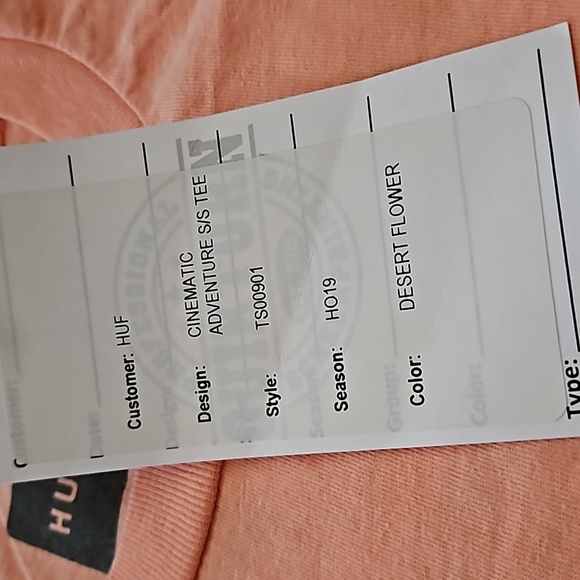 Customer: HUF
Design: CINEMATIC
ADVENTURE S/S TEE
Style: TS00901
Season: HO19
Color: DESERT FLOWER
Customer:
Date:
Design:
Season:
Group:
Color:
Type:
HU